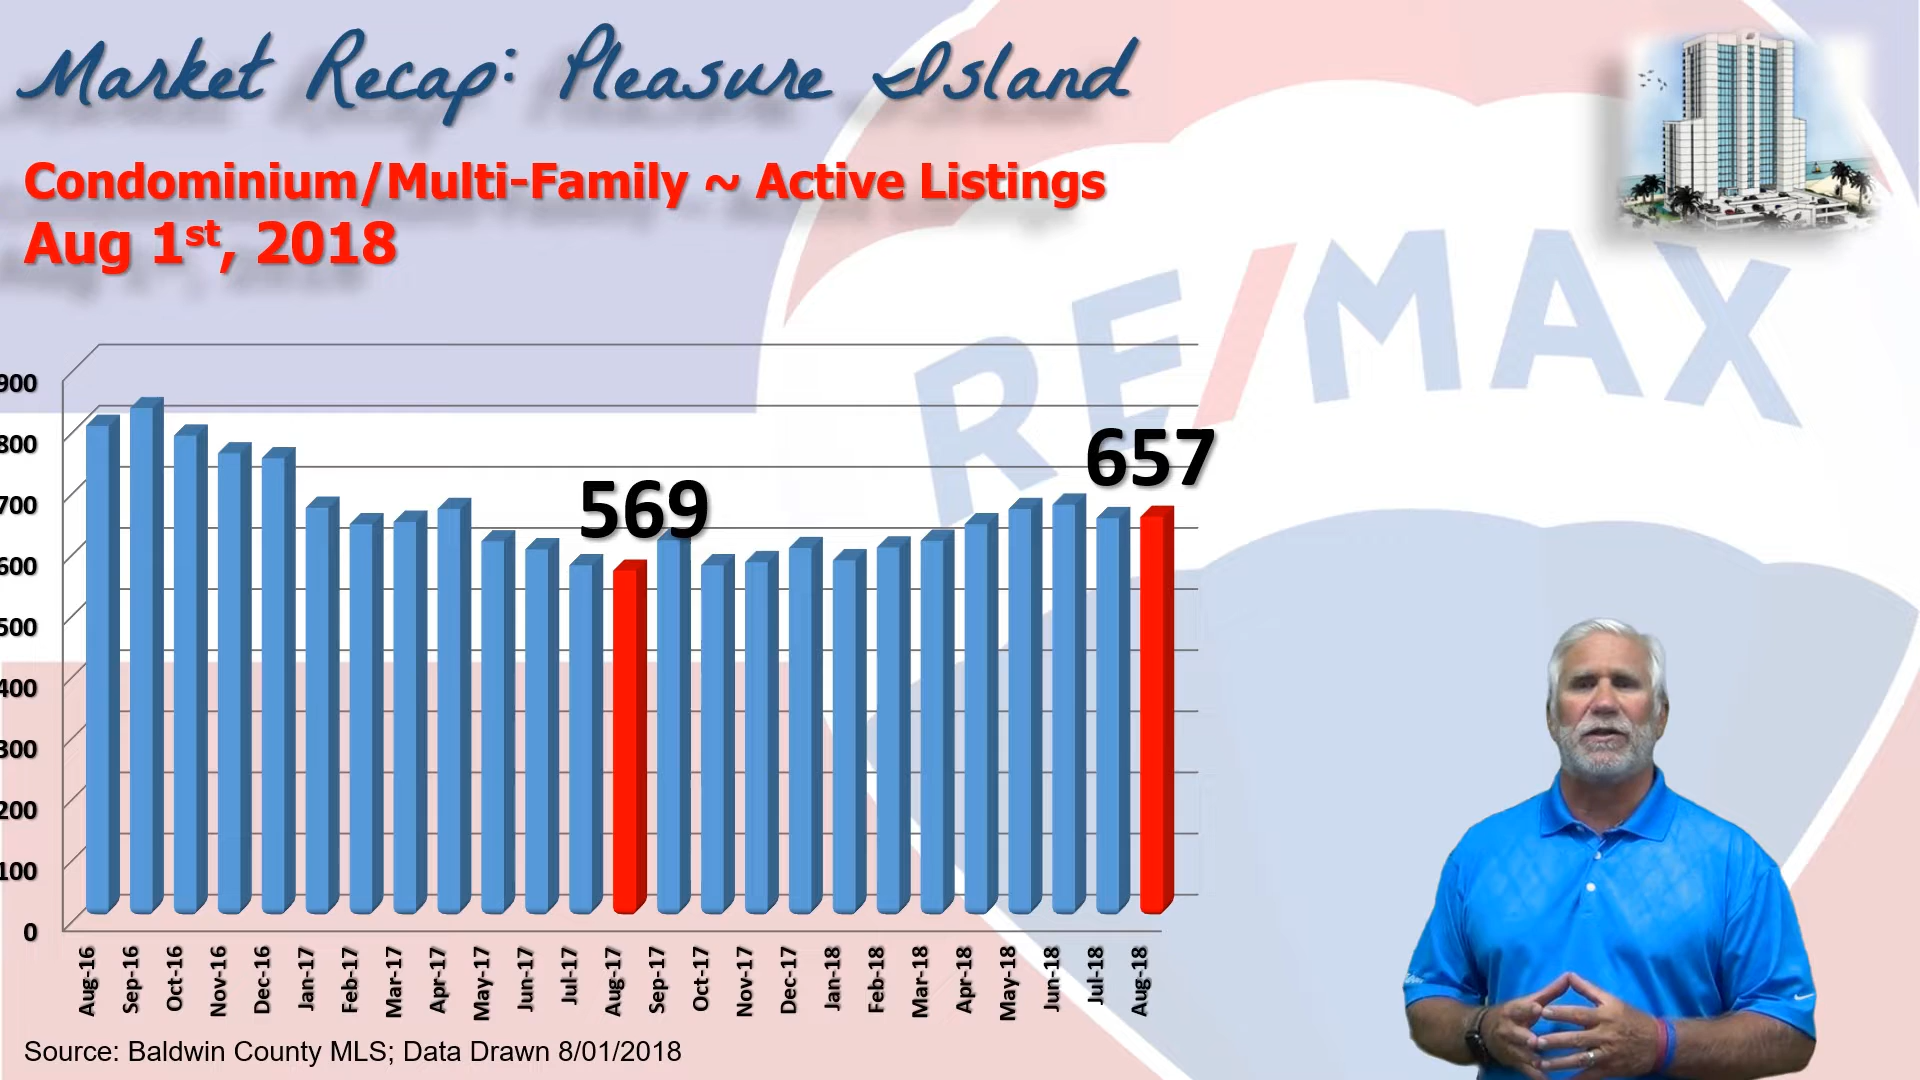 Market Recap: Pleasure Island
Condominium/Multi-Family ~ Active Listings
Aug 1st, 2018
RE/MAX
900
800
700
600
500
400
300
200
100
0
569
657
Aug-16
Sep-16
Oct-16
Nov-16
Dec-16
Jan-17
Feb-17
Mar-17
Apr-17
May-17
Jun-17
Jul-17
Aug-17
Sep-17
Oct-17
Nov-17
Dec-17
Jan-18
Feb-18
Mar-18
Apr-18
May-18
Jun-18
Jul-18
Aug-18
Source: Baldwin County MLS; Data Drawn 8/01/2018